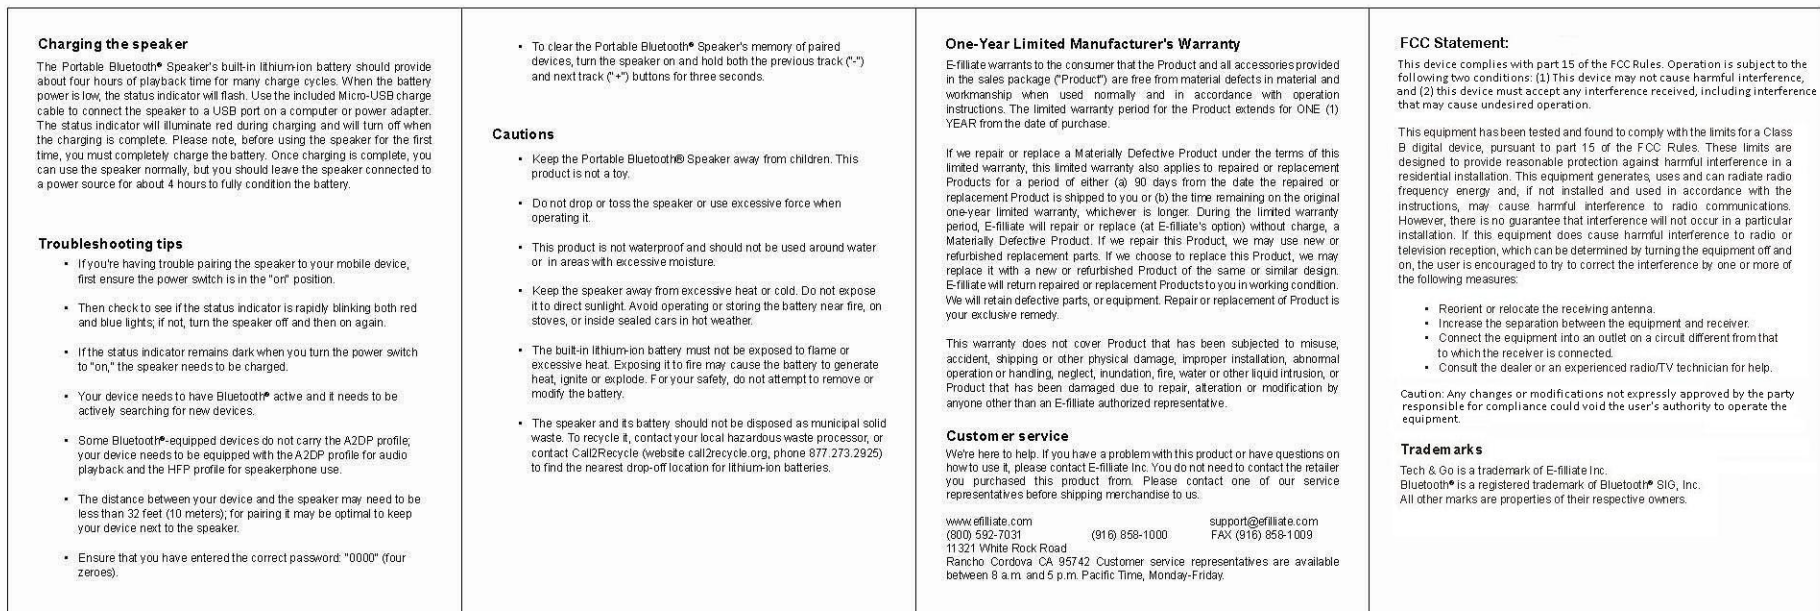 Charging the speaker
The Portable Bluetooth® Speaker's built-in lithium-ion battery should provide
about four hours of playback time for many charge cycles. When the battery
power is low, the status indicator will flash. Use the included Micro-USB charge
cable to connect the speaker to a USB port on a computer or power adapter.
The status indicator will illuminate red during charging and will turn off when
the charging is complete. Please note, before using the speaker for the first
time, you must completely charge the battery. Once charging is complete, you
can use the speaker normally, but you should leave the speaker connected to
a power source for about 4 hours to fully condition the battery.
Troubleshooting tips
▪ If you're having trouble pairing the speaker to your mobile device,
first ensure the power switch is in the "on" position.
▪ Then check to see if the status indicator is rapidly blinking both red
and blue lights; if not, turn the speaker off and then on again.
▪ If the status indicator remains dark when you turn the power switch
to "on," the speaker needs to be charged.
▪ Your device needs to have Bluetooth® active and it needs to be
actively searching for new devices.
▪ Some Bluetooth®-equipped devices do not carry the A2DP profile;
your device needs to be equipped with the A2DP profile for audio
playback and the HFP profile for speakerphone use.
▪ The distance between your device and the speaker may need to be
less than 32 feet (10 meters); for pairing it may be optimal to keep
your device next to the speaker.
▪ Ensure that you have entered the correct password: "0000" (four
zeroes).
▪ To clear the Portable Bluetooth® Speaker's memory of paired
devices, turn the speaker on and hold both the previous track ("-")
and next track ("+") buttons for three seconds.
Cautions
▪ Keep the Portable Bluetooth® Speaker away from children. This
product is not a toy.
▪ Do not drop or toss the speaker or use excessive force when
operating it.
▪ This product is not waterproof and should not be used around water
or in areas with excessive moisture.
▪ Keep the speaker away from excessive heat or cold. Do not expose
it to direct sunlight. Avoid operating or storing the battery near fire, on
stoves, or inside sealed cars in hot weather.
▪ The built-in lithium-ion battery must not be exposed to flame or
excessive heat. Exposing it to fire may cause the battery to generate
heat, ignite or explode. For your safety, do not attempt to remove or
modify the battery.
▪ The speaker and its battery should not be disposed as municipal solid
waste. To recycle it, contact your local hazardous waste processor, or
contact Call2Recycle (website call2recycle.org, phone 877.273.2925)
to find the nearest drop-off location for lithium-ion batteries.
One-Year Limited Manufacturer's Warranty
E-filliate warrants to the consumer that the Product and all accessories provided
in the sales package ("Product") are free from material defects in material and
workmanship when used normally and in accordance with operation
instructions. The limited warranty period for the Product extends for ONE (1)
YEAR from the date of purchase.
If we repair or replace a Materially Defective Product under the terms of this
limited warranty, this limited warranty also applies to repaired or replacement
Products for a period of either (a) 90 days from the date the repaired or
replacement Product is shipped to you or (b) the time remaining on the original
one-year limited warranty, whichever is longer. During the limited warranty
period, E-filliate will repair or replace (at E-filliate's option) without charge, a
Materially Defective Product. If we repair this Product, we may use new or
refurbished replacement parts. If we choose to replace this Product, we may
replace it with a new or refurbished Product of the same or similar design.
E-filliate will return repaired or replacement Products to you in working condition.
We will retain defective parts, or equipment. Repair or replacement of Product is
your exclusive remedy.
This warranty does not cover Product that has been subjected to misuse,
accident, shipping or other physical damage, improper installation, abnormal
operation or handling, neglect, inundation, fire, water or other liquid intrusion, or
Product that has been damaged due to repair, alteration or modification by
anyone other than an E-filliate authorized representative.
Customer service
We're here to help. If you have a problem with this product or have questions on
how to use it, please contact E-filliate Inc. You do not need to contact the retailer
you purchased this product from. Please contact one of our service
representatives before shipping merchandise to us.
www.efilliate.com support@efilliate.com
(800) 592-7031 (916) 858-1000 FAX (916) 858-1009
11321 White Rock Road
Rancho Cordova CA 95742 Customer service representatives are available
between 8 a.m. and 5 p.m. Pacific Time, Monday-Friday.
FCC Statement:
This device complies with part 15 of the FCC Rules. Operation is subject to the
following two conditions: (1) This device may not cause harmful interference,
and (2) this device must accept any interference received, including interference
that may cause undesired operation.
This equipment has been tested and found to comply with the limits for a Class
B digital device, pursuant to part 15 of the FCC Rules. These limits are
designed to provide reasonable protection against harmful interference in a
residential installation. This equipment generates, uses and can radiate radio
frequency energy and, if not installed and used in accordance with the
instructions, may cause harmful interference to radio communications.
However, there is no guarantee that interference will not occur in a particular
installation. If this equipment does cause harmful interference to radio or
television reception, which can be determined by turning the equipment off and
on, the user is encouraged to try to correct the interference by one or more of
the following measures:
▪ Reorient or relocate the receiving antenna.
▪ Increase the separation between the equipment and receiver.
▪ Connect the equipment into an outlet on a circuit different from that
to which the receiver is connected.
▪ Consult the dealer or an experienced radio/TV technician for help.
Caution: Any changes or modifications not expressly approved by the party
responsible for compliance could void the user's authority to operate the
equipment.
Trademarks
Tech & Go is a trademark of E-filliate Inc.
Bluetooth® is a registered trademark of Bluetooth® SIG, Inc.
All other marks are properties of their respective owners.